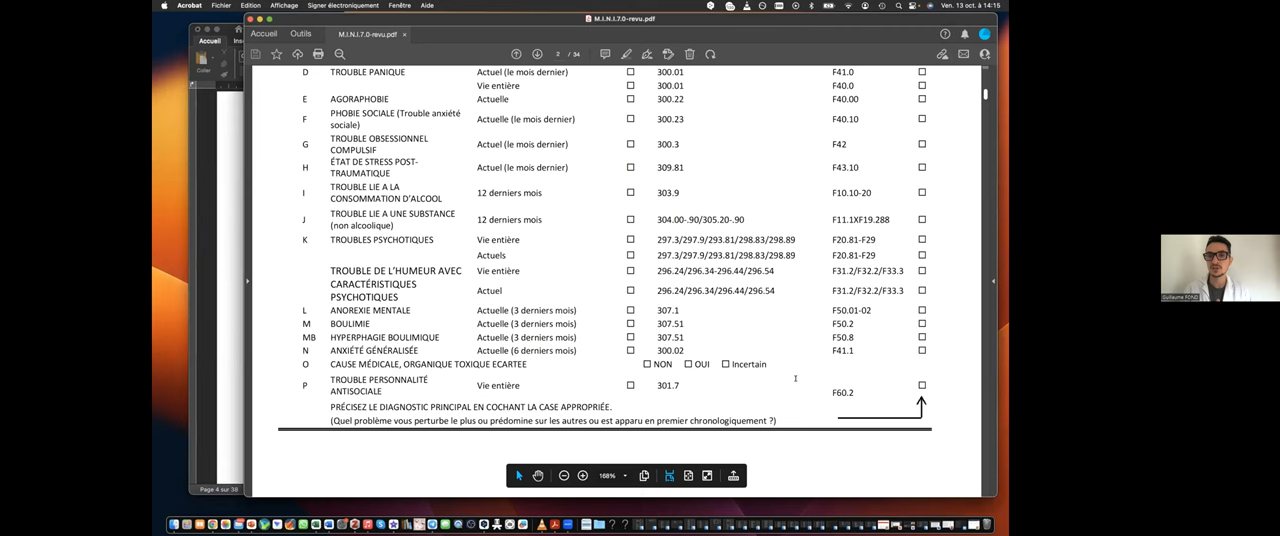 Acrobat Fichier Edition Affichage Signer électroniquement Fenêtre Aide
Ven. 13 oct. à 14:15
M.I.N.I.7.0-revu.pdf
Accueil Outils M.I.N.I.7.0-revu.pdf ×
Accueil
Coller
2 / 34
D TROUBLE PANIQUE Actuel (le mois dernier) ☐ 300.01 F41.0 ☐
Vie entière 300.01 F40.0
E AGORAPHOBIE Actuelle ☐ 300.22 F40.00 ☐
F PHOBIE SOCIALE (Trouble anxiété
sociale) Actuelle (le mois dernier) ☐ 300.23 F40.10 ☐
G TROUBLE OBSESSIONNEL
COMPULSIF Actuel (le mois dernier) ☐ 300.3 F42 ☐
H ÉTAT DE STRESS POST-
TRAUMATIQUE Actuel (le mois dernier) ☐ 309.81 F43.10 ☐
I TROUBLE LIE A LA
CONSOMMATION D'ALCOOL 12 derniers mois ☐ 303.9 F10.10-20 ☐
J TROUBLE LIE A UNE SUBSTANCE
(non alcoolique) 12 derniers mois ☐ 304.00-.90/305.20-.90 F11.1XF19.288 ☐
K TROUBLES PSYCHOTIQUES Vie entière ☐ 297.3/297.9/293.81/298.83/298.89 F20.81-F29 ☐
Actuels ☐ 297.3/297.9/293.81/298.83/298.89 F20.81-F29 ☐
TROUBLE DE L'HUMEUR AVEC Vie entière ☐ 296.24/296.34-296.44/296.54 F31.2/F32.2/F33.3 ☐
CARACTÉRISTIQUES
PSYCHOTIQUES Actuel ☐ 296.24/296.34/296.44/296.54 F31.2/F32.2/F33.3 ☐
L ANOREXIE MENTALE Actuelle (3 derniers mois) ☐ 307.1 F50.01-02 ☐
M BOULIMIE Actuelle (3 derniers mois) ☐ 307.51 F50.2 ☐
MB HYPERPHAGIE BOULIMIQUE Actuelle (3 derniers mois) ☐ 307.51 F50.8 ☐
N ANXIÉTÉ GÉNÉRALISÉE Actuelle (6 derniers mois) ☐ 300.02 F41.1 ☐
O CAUSE MÉDICALE, ORGANIQUE TOXIQUE ECARTEE ☐ NON ☐ OUI ☐ Incertain
P TROUBLE PERSONNALITÉ
ANTISOCIALE Vie entière ☐ 301.7 F60.2 ☐
PRÉCISEZ LE DIAGNOSTIC PRINCIPAL EN COCHANT LA CASE APPROPRIÉE.
(Quel problème vous perturbe le plus ou prédomine sur les autres ou est apparu en premier chronologiquement ?)
168%
Page 4 sur 38
Guillaume FOND